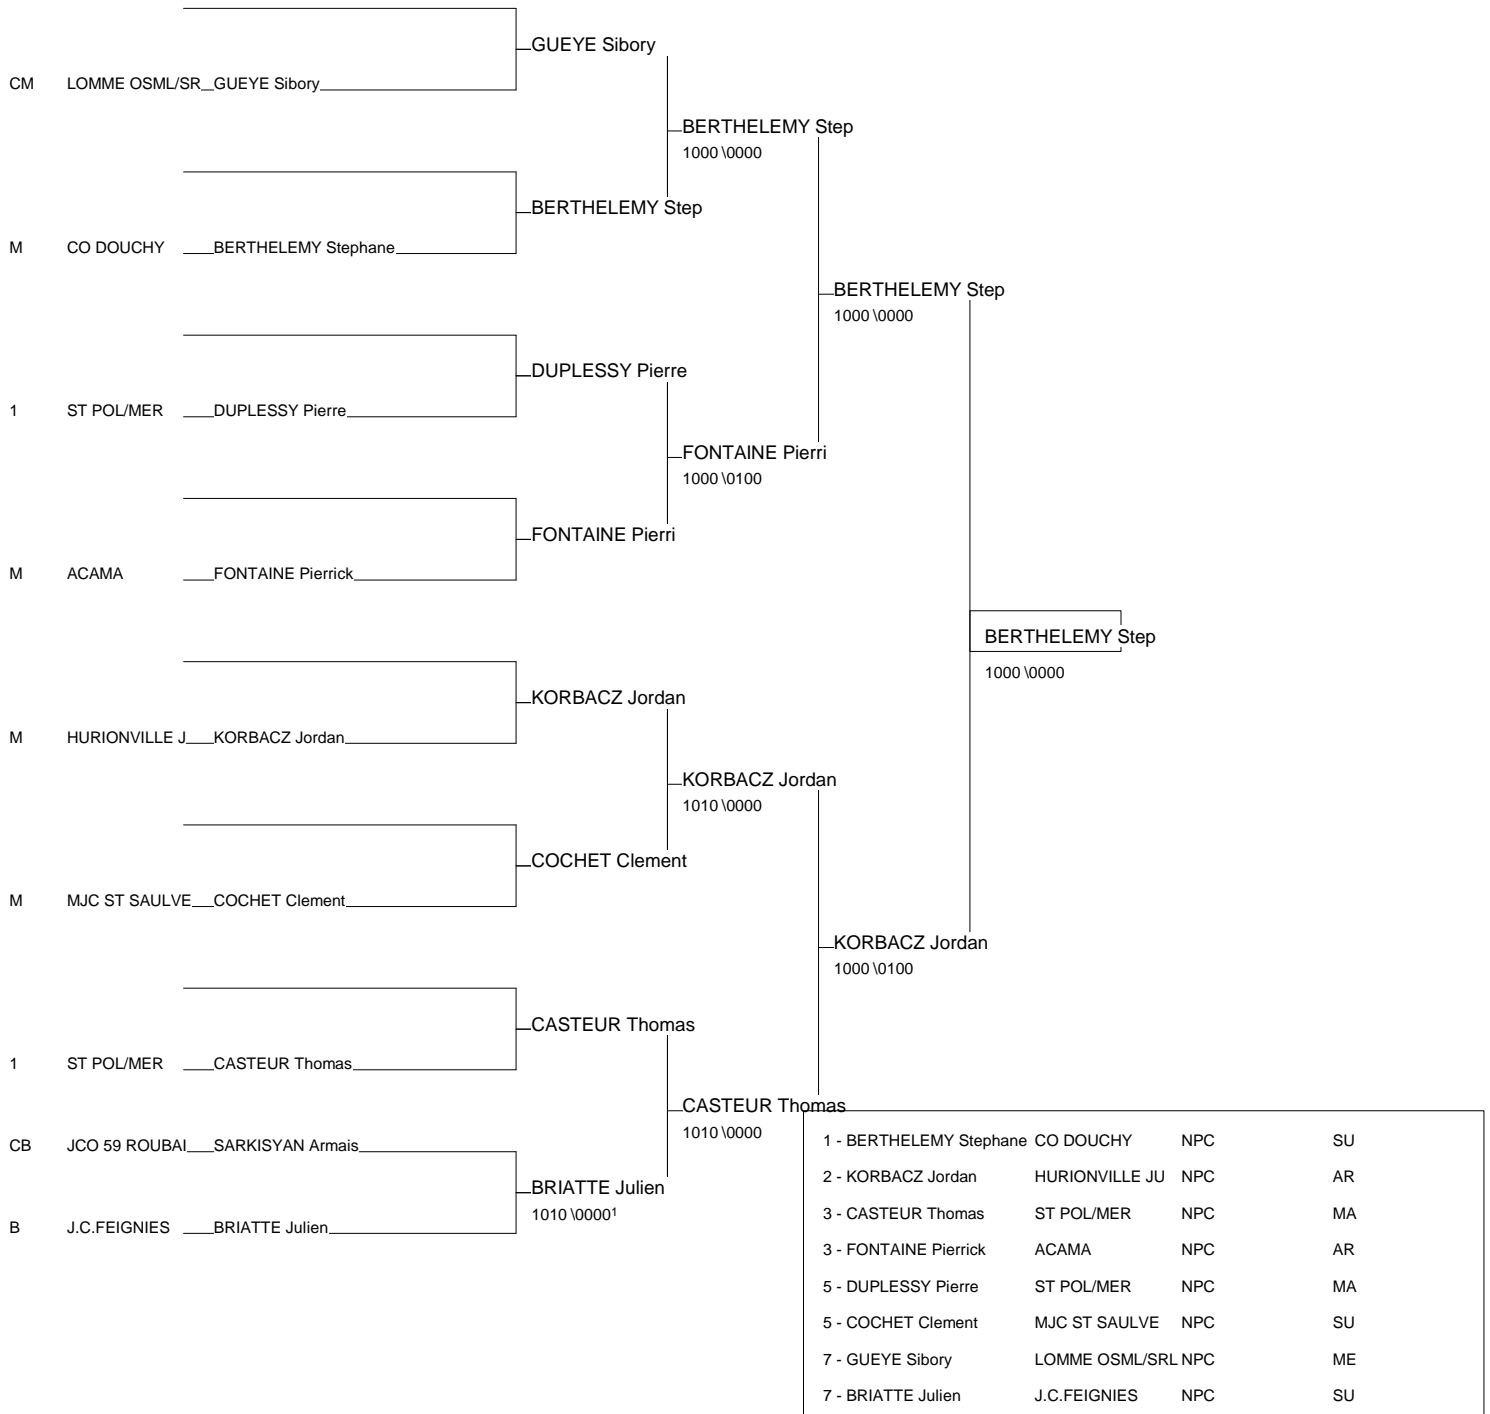 GUEYE Sibory
CM LOMME OSML/SR GUEYE Sibory
BERTHELEMY Step
1000 \0000
BERTHELEMY Step
M CO DOUCHY BERTHELEMY Stephane
BERTHELEMY Step
1000 \0000
DUPLESSY Pierre
1 ST POL/MER DUPLESSY Pierre
FONTAINE Pierri
1000 \0100
FONTAINE Pierri
M ACAMA FONTAINE Pierrick
BERTHELEMY Step
1000 \0000
KORBACZ Jordan
M HURIONVILLE J KORBACZ Jordan
KORBACZ Jordan
1010 \0000
COCHET Clement
M MJC ST SAULVE COCHET Clement
KORBACZ Jordan
1000 \0100
CASTEUR Thomas
1 ST POL/MER CASTEUR Thomas
CASTEUR Thomas
1010 \0000
CB JCO 59 ROUBAI SARKISYAN Armais
BRIATTE Julien
1010 \0000¹
B J.C.FEIGNIES BRIATTE Julien
1 - BERTHELEMY Stephane CO DOUCHY NPC SU
2 - KORBACZ Jordan HURIONVILLE JU NPC AR
3 - CASTEUR Thomas ST POL/MER NPC MA
3 - FONTAINE Pierrick ACAMA NPC AR
5 - DUPLESSY Pierre ST POL/MER NPC MA
5 - COCHET Clement MJC ST SAULVE NPC SU
7 - GUEYE Sibory LOMME OSML/SRL NPC ME
7 - BRIATTE Julien J.C.FEIGNIES NPC SU